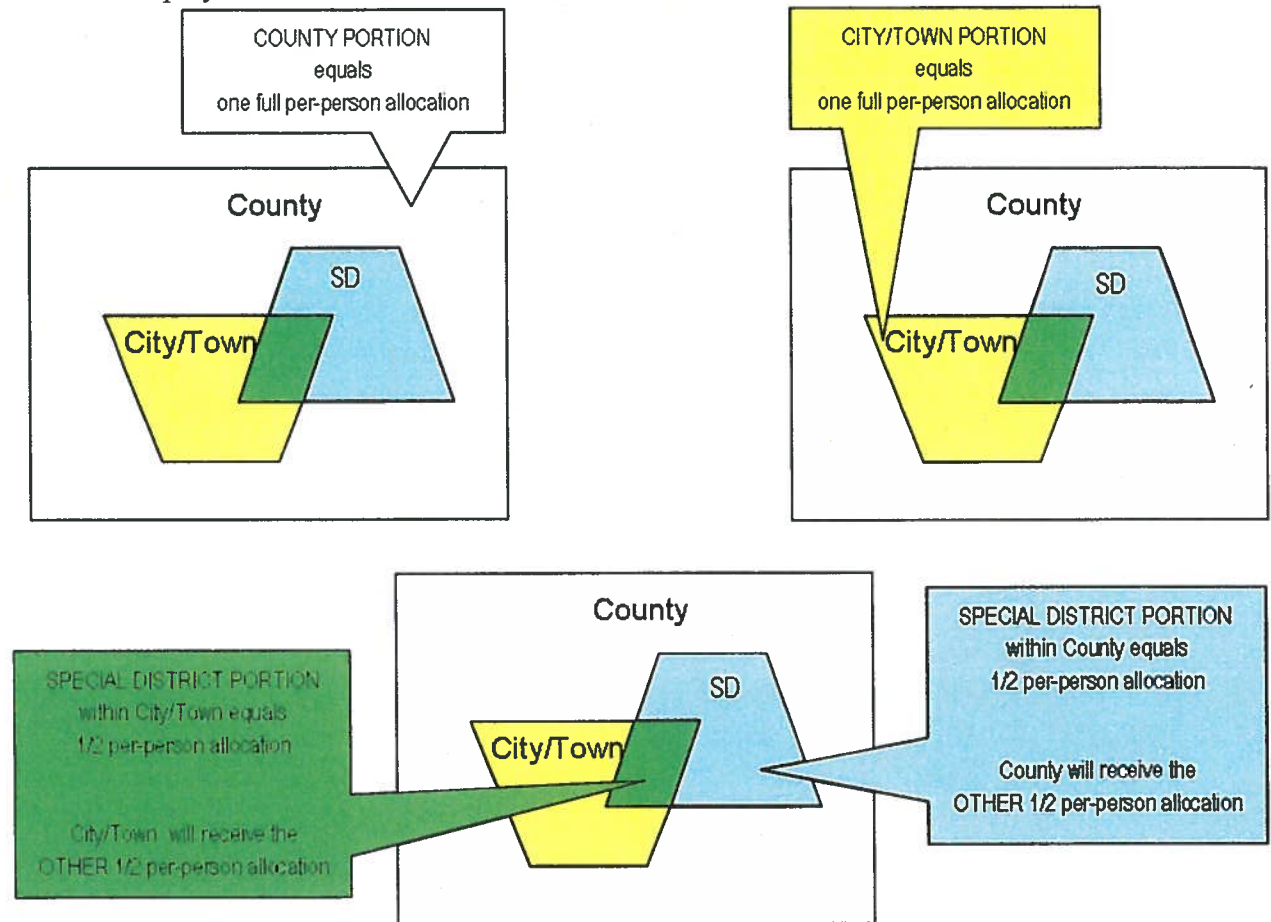 COUNTY PORTION
equals
one full per-person allocation
CITY/TOWN PORTION
equals
one full per-person allocation
County
SD
City/Town
County
SD
City/Town
County
SD
City/Town
SPECIAL DISTRICT PORTION
within City/Town equals
1/2 per-person allocation
City/Town will receive the
OTHER 1/2 per-person allocation
SPECIAL DISTRICT PORTION
within County equals
1/2 per-person allocation
County will receive the
OTHER 1/2 per-person allocation